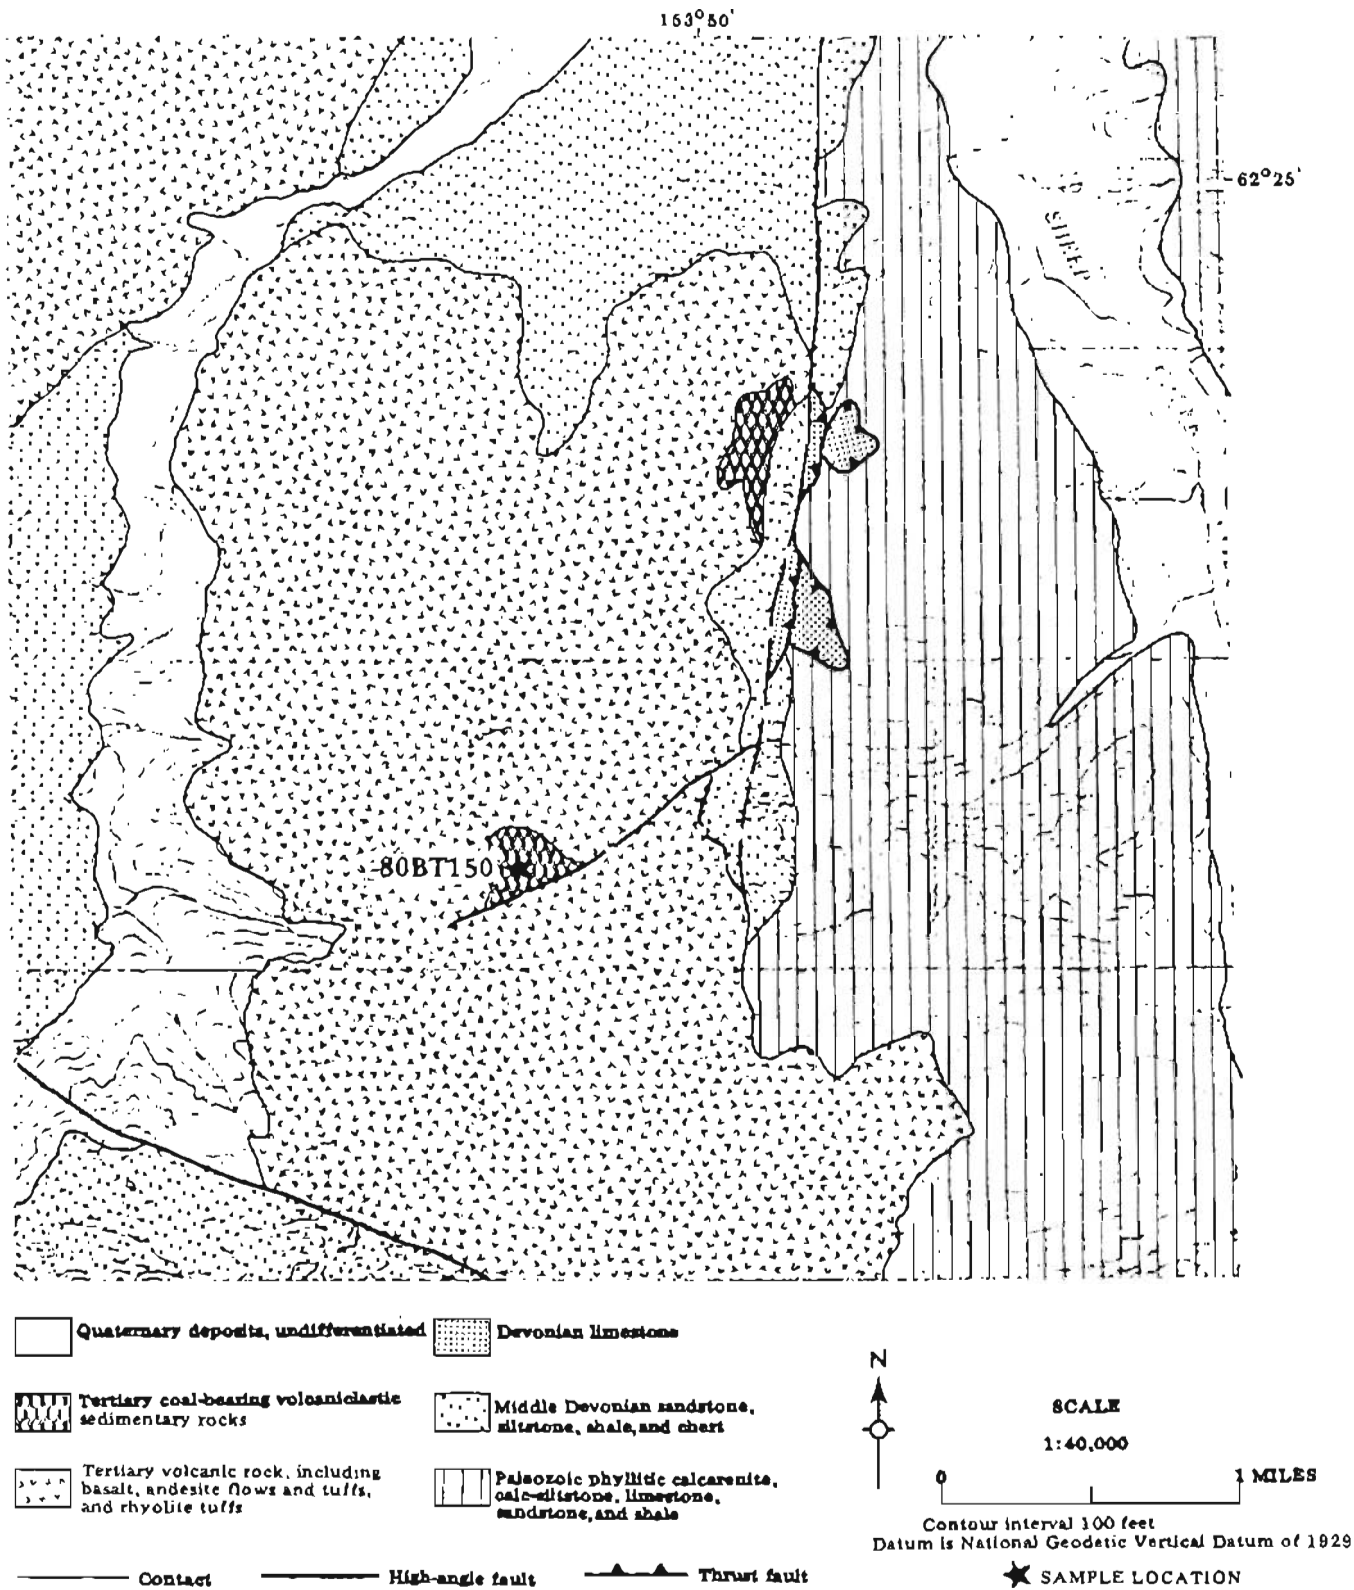 153°50'
62°25'
SHEEP
80BT150
Quaternary deposits, undifferentiated
Devonian limestone
Tertiary coal-bearing volcaniclastic
sedimentary rocks
Middle Devonian sandstone,
siltstone, shale, and chert
Tertiary volcanic rock, including
basalt, andesite flows and tuffs,
and rhyolite tuffs
Paleozoic phyllitic calcarenite,
calc-siltstone, limestone,
sandstone, and shale
N
SCALE
1:40,000
0 1 MILES
Contour interval 100 feet
Datum is National Geodetic Vertical Datum of 1929
Contact
High-angle fault
Thrust fault
SAMPLE LOCATION